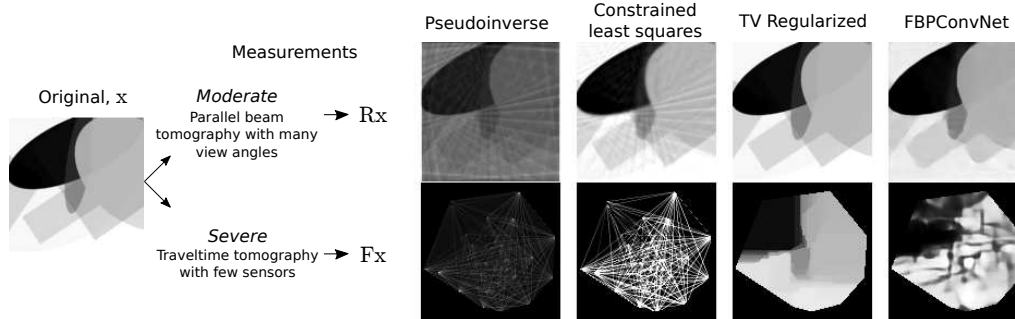 Measurements
Original, x
Moderate
Parallel beam
tomography with many
view angles
Rx
Severe
Traveltime tomography
with few sensors
Fx
Pseudoinverse
Constrained
least squares
TV Regularized
FBPConvNet